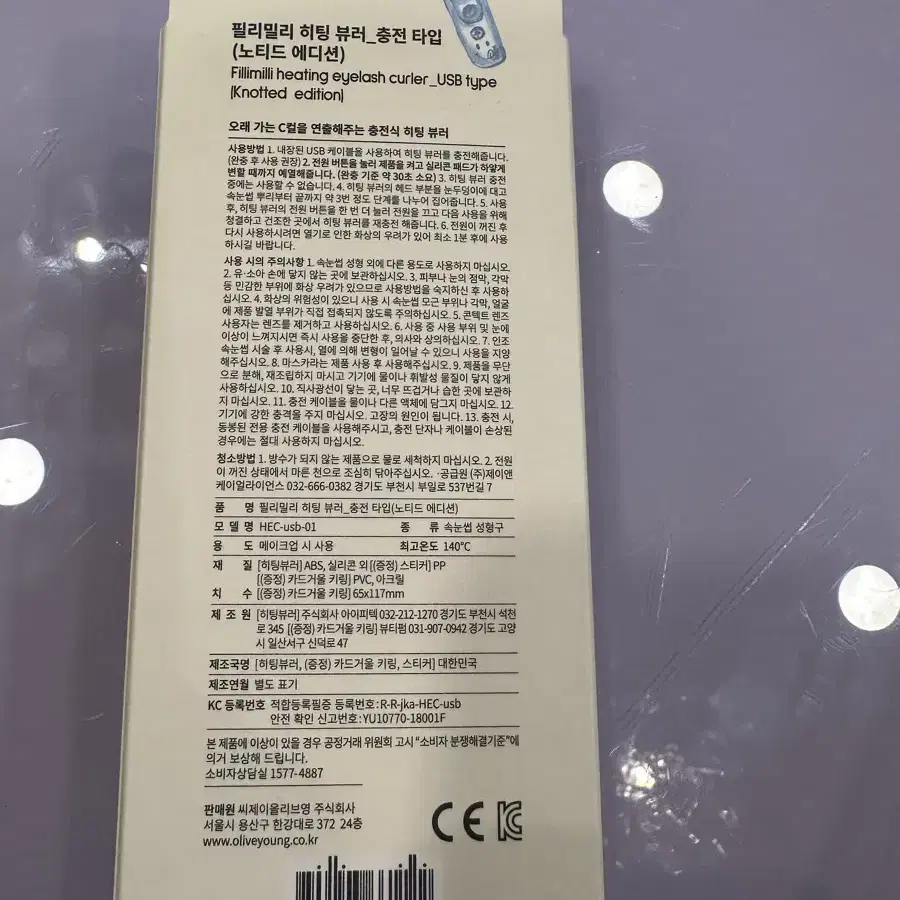 필리밀리 히팅 뷰러_충전 타입
(노티드 에디션)
Fillimilli heating eyelash curler_USB type
(Knotted edition)
오래 가는 C컬을 연출해주는 충전식 히팅 뷰러
사용방법 1. 내장된 USB 케이블을 사용하여 히팅 뷰러를 충전해줍니다.
(완충 후 사용 권장) 2. 전원 버튼을 눌러 제품을 켜고 실리콘 패드가 하얗게
변할 때까지 예열해줍니다. (완충 기준 약 30초 소요) 3. 히팅 뷰러 충전
중에는 사용할 수 없습니다. 4. 히팅 뷰러의 헤드 부분을 눈두덩이에 대고
속눈썹 뿌리부터 끝까지 약 3번 정도 단계를 나누어 집어줍니다. 5. 사용
후, 히팅 뷰러의 전원 버튼을 한 번 더 눌러 전원을 끄고 다음 사용을 위해
청결하고 건조한 곳에서 히팅 뷰러를 재충전 해줍니다. 6. 전원이 꺼진 후
다시 사용하시려면 열기로 인한 화상의 우려가 있어 최소 1분 후에 사용
하시길 바랍니다.
사용 시의 주의사항 1. 속눈썹 성형 외에 다른 용도로 사용하지 마십시오.
2. 유·소아 손에 닿지 않는 곳에 보관하십시오. 3. 피부나 눈의 점막, 각막
등 민감한 부위에 화상 우려가 있으므로 사용방법을 숙지하신 후 사용하
십시오. 4. 화상의 위험성이 있으니 사용 시 속눈썹 모근 부위나 각막, 얼굴
에 제품 발열 부위가 직접 접촉되지 않도록 주의하십시오. 5. 콘텍트 렌즈
사용자는 렌즈를 제거하고 사용하십시오. 6. 사용 중 사용 부위 및 눈에
이상이 느껴지시면 즉시 사용을 중단한 후, 의사와 상의하십시오. 7. 인조
속눈썹 시술 후 사용시, 열에 의해 변형이 일어날 수 있으니 사용을 지양
해주십시오. 8. 마스카라는 제품 사용 후 사용해주십시오. 9. 제품을 무단
으로 분해, 재조립하지 마시고 기기에 물이나 휘발성 물질이 닿지 않게
사용하십시오. 10. 직사광선이 닿는 곳, 너무 뜨겁거나 습한 곳에 보관하
지 마십시오. 11. 충전 케이블을 물이나 다른 액체에 담그지 마십시오. 12.
기기에 강한 충격을 주지 마십시오. 고장의 원인이 됩니다. 13. 충전 시,
동봉된 전용 충전 케이블을 사용해주시고, 충전 단자나 케이블이 손상된
경우에는 절대 사용하지 마십시오.
청소방법 1. 방수가 되지 않는 제품으로 물로 세척하지 마십시오. 2. 전원
이 꺼진 상태에서 마른 천으로 조심히 닦아주십시오. ·공급원 (주)제이앤
케이얼라이언스 032-666-0382 경기도 부천시 부일로 537번길 7
품 명 필리밀리 히팅 뷰러_충전 타입(노티드 에디션)
모 델 명 HEC-usb-01 종 류 속눈썹 성형구
용 도 메이크업 시 사용 최고온도 140°C
재 질 [히팅뷰러] ABS, 실리콘 외 [(증정) 스티커] PP
[(증정) 카드거울 키링] PVC, 아크릴
치 수 [(증정) 카드거울 키링] 65x117mm
제 조 원 [히팅뷰러] 주식회사 아이피텍 032-212-1270 경기도 부천시 석천
로 345 [(증정) 카드거울 키링] 뷰티펌 031-907-0942 경기도 고양
시 일산서구 신덕로 47
제조국명 [히팅뷰러, (증정) 카드거울 키링, 스티커] 대한민국
제조연월 별도 표기
KC 등록번호 적합등록필증 등록번호: R-R-jka-HEC-usb
안전 확인 신고번호: YU10770-18001F
본 제품에 이상이 있을 경우 공정거래 위원회 고시 "소비자 분쟁해결기준"에
의거 보상해 드립니다.
소비자상담실 1577-4887
판매원 씨제이올리브영 주식회사
서울시 용산구 한강대로 372 24층
www.oliveyoung.co.kr
CE KC